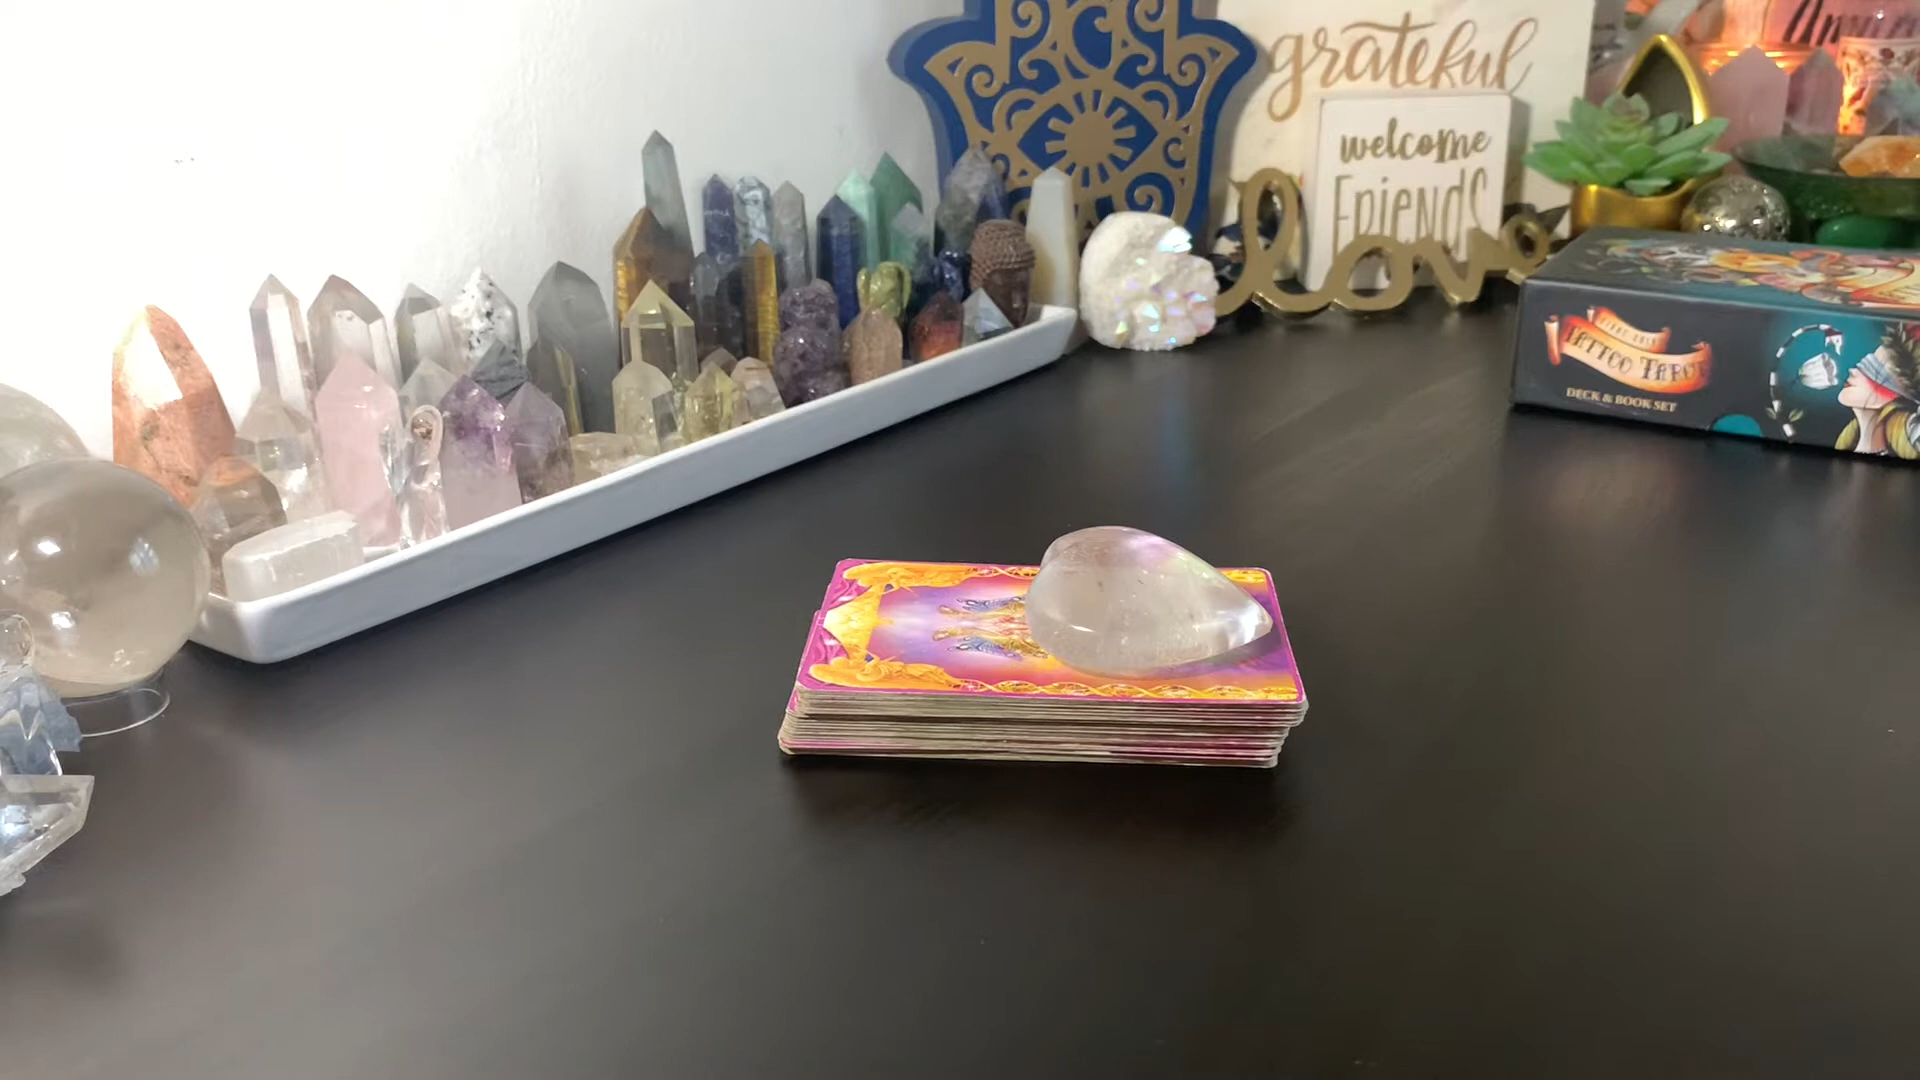 grateful
welcome
Friends
love
TATTOO TAROT
DECK & BOOK SET